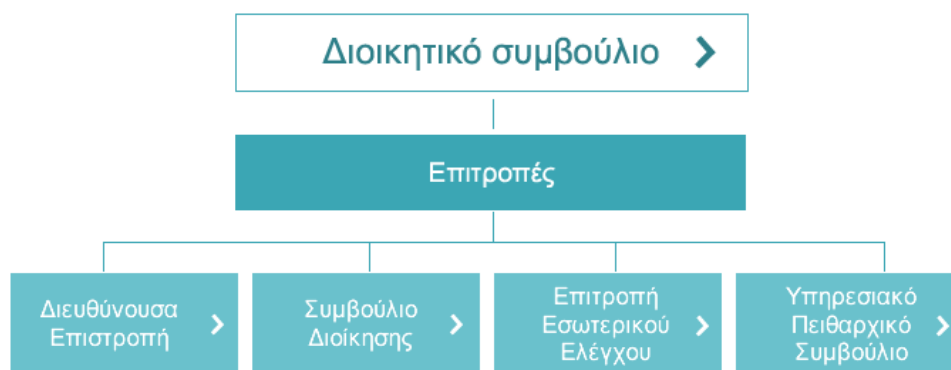 Διοικητικό συμβούλιο
Επιτροπές
Διευθύνουσα
Επιστροπή
Συμβούλιο
Διοίκησης
Επιτροπή
Εσωτερικού
Ελέγχου
Υπηρεσιακό
Πειθαρχικό
Συμβούλιο